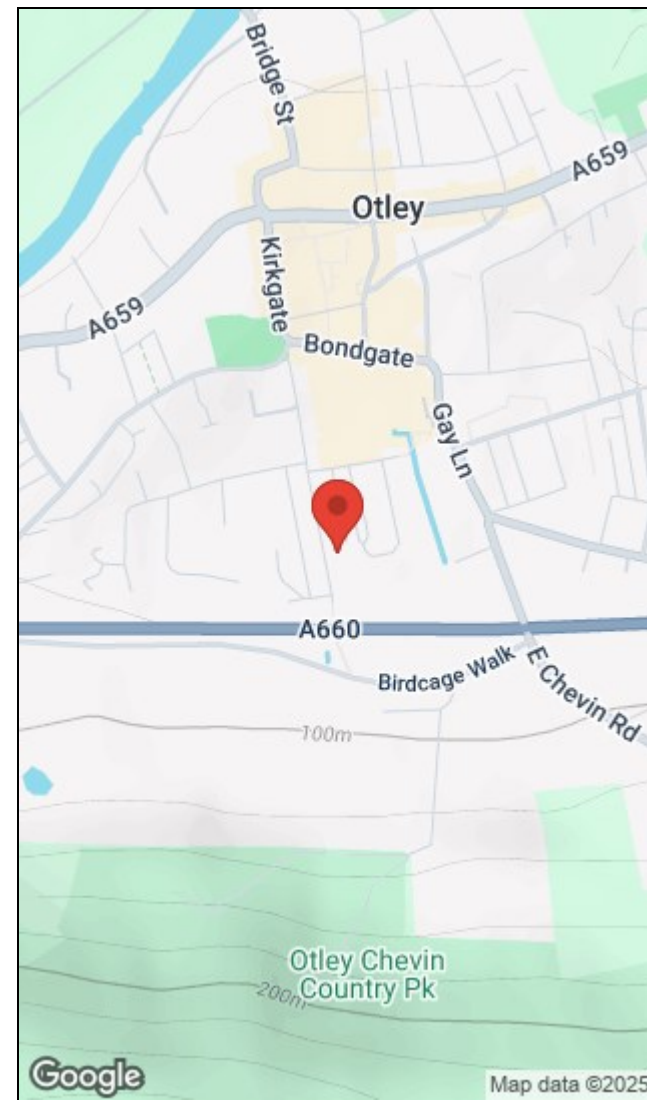 Bridge St
A659
Otley
Kirkgate
A659
Bondgate
Gay Ln
A660
Birdcage Walk
E Chevin Rd
100m
Otley Chevin
Country Pk
200m
Google
Map data ©2025